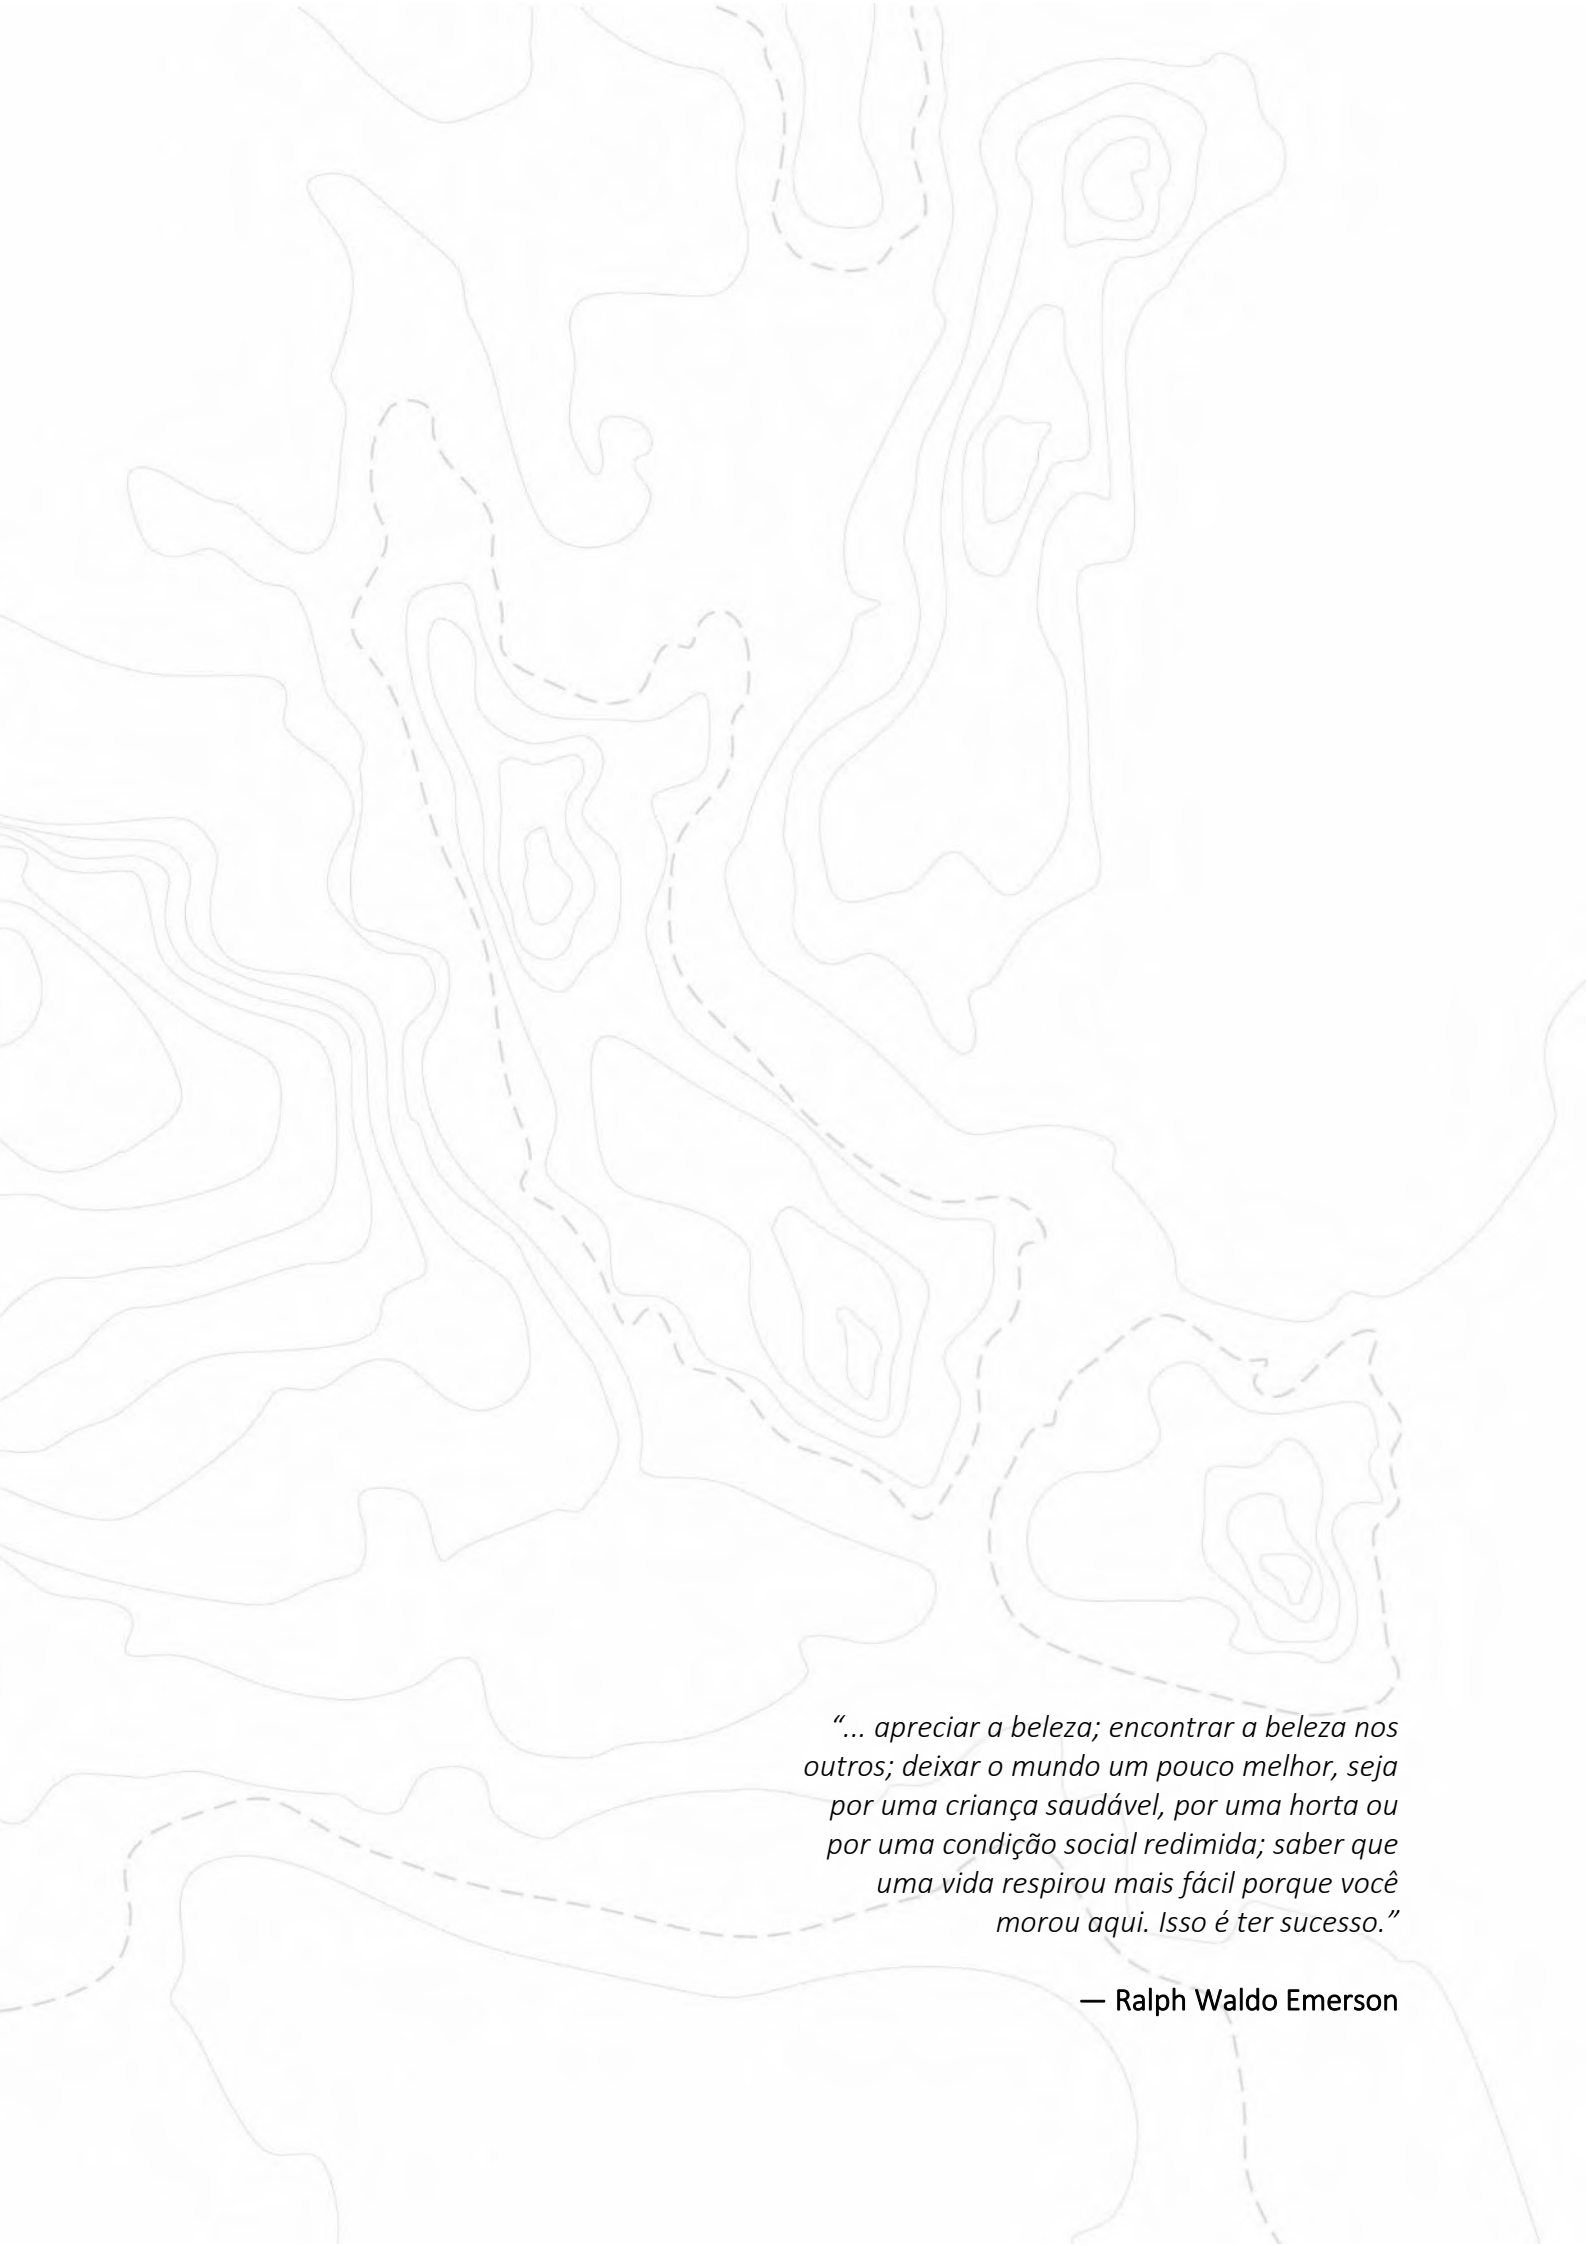 “... apreciar a beleza; encontrar a beleza nos
outros; deixar o mundo um pouco melhor, seja
por uma criança saudável, por uma horta ou
por uma condição social redimida; saber que
uma vida respirou mais fácil porque você
morou aqui. Isso é ter sucesso.”
— Ralph Waldo Emerson